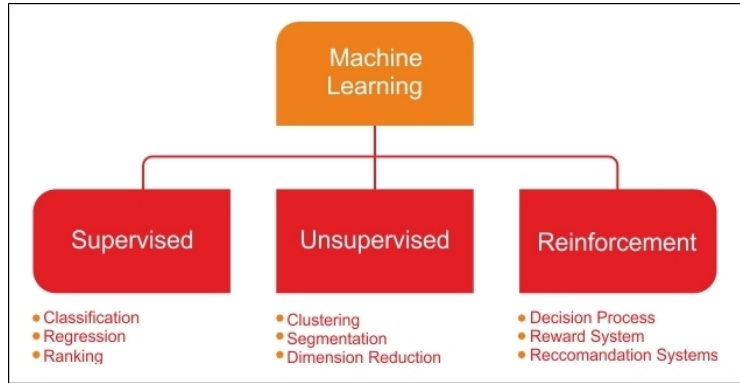 Machine
Learning
Supervised
Unsupervised
Reinforcement
Classification
Regression
Ranking
Clustering
Segmentation
Dimension Reduction
Decision Process
Reward System
Reccomandation Systems